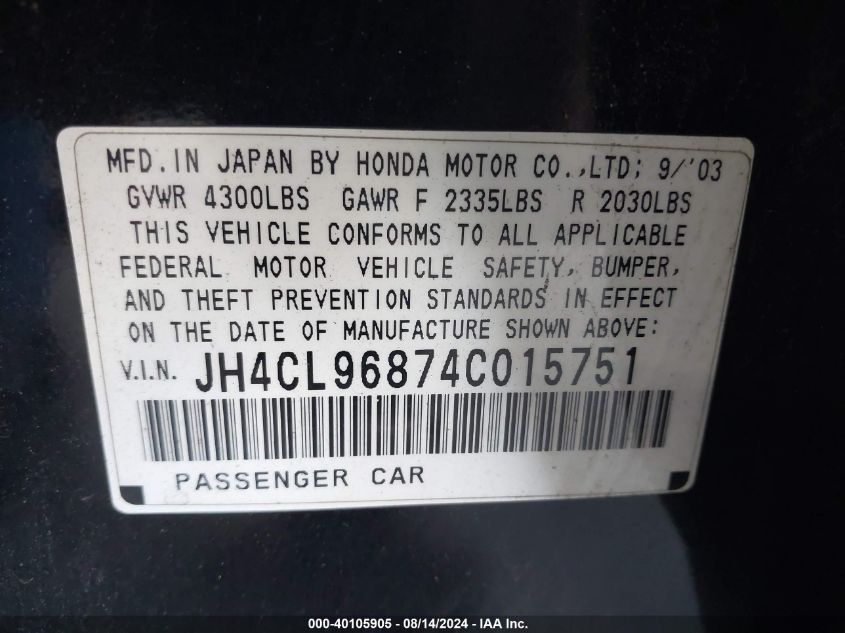 MFD.IN JAPAN BY HONDA MOTOR CO.,LTD; 9/'03
GVWR 4300LBS GAWR F 2335LBS R 2030LBS
THIS VEHICLE CONFORMS TO ALL APPLICABLE
FEDERAL MOTOR VEHICLE SAFETY, BUMPER,
AND THEFT PREVENTION STANDARDS IN EFFECT
ON THE DATE OF MANUFACTURE SHOWN ABOVE:
V.I.N. JH4CL96874C015751
PASSENGER CAR
000-40105905 - 08/14/2024 - IAA Inc.